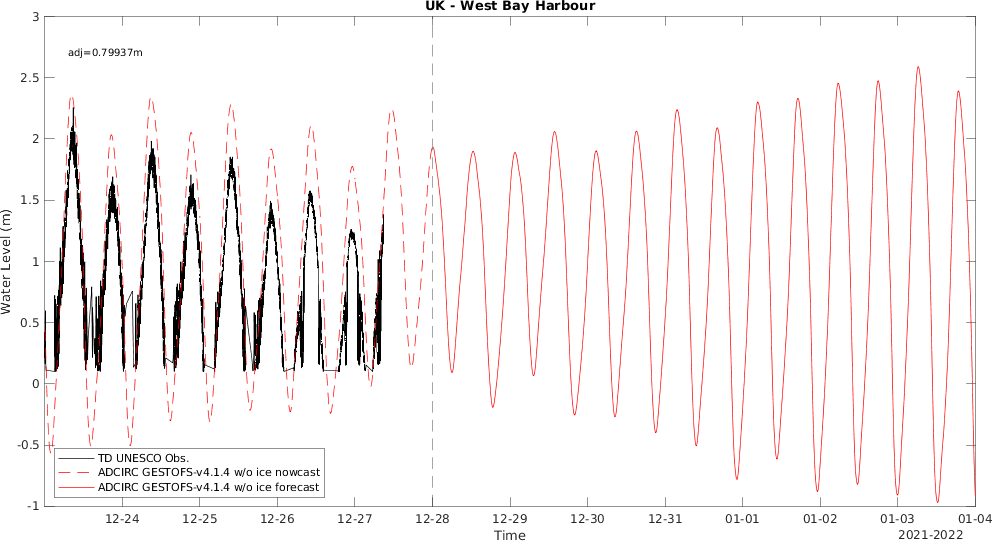 UK - West Bay Harbour
adj=0.79937m
Water Level (m)
3
2.5
2
1.5
1
0.5
0
-0.5
-1
TD UNESCO Obs.
ADCIRC GESTOFS-v4.1.4 w/o ice nowcast
ADCIRC GESTOFS-v4.1.4 w/o ice forecast
12-24 12-25 12-26 12-27 12-28 12-29 12-30 12-31 01-01 01-02 01-03 01-04
Time
2021-2022